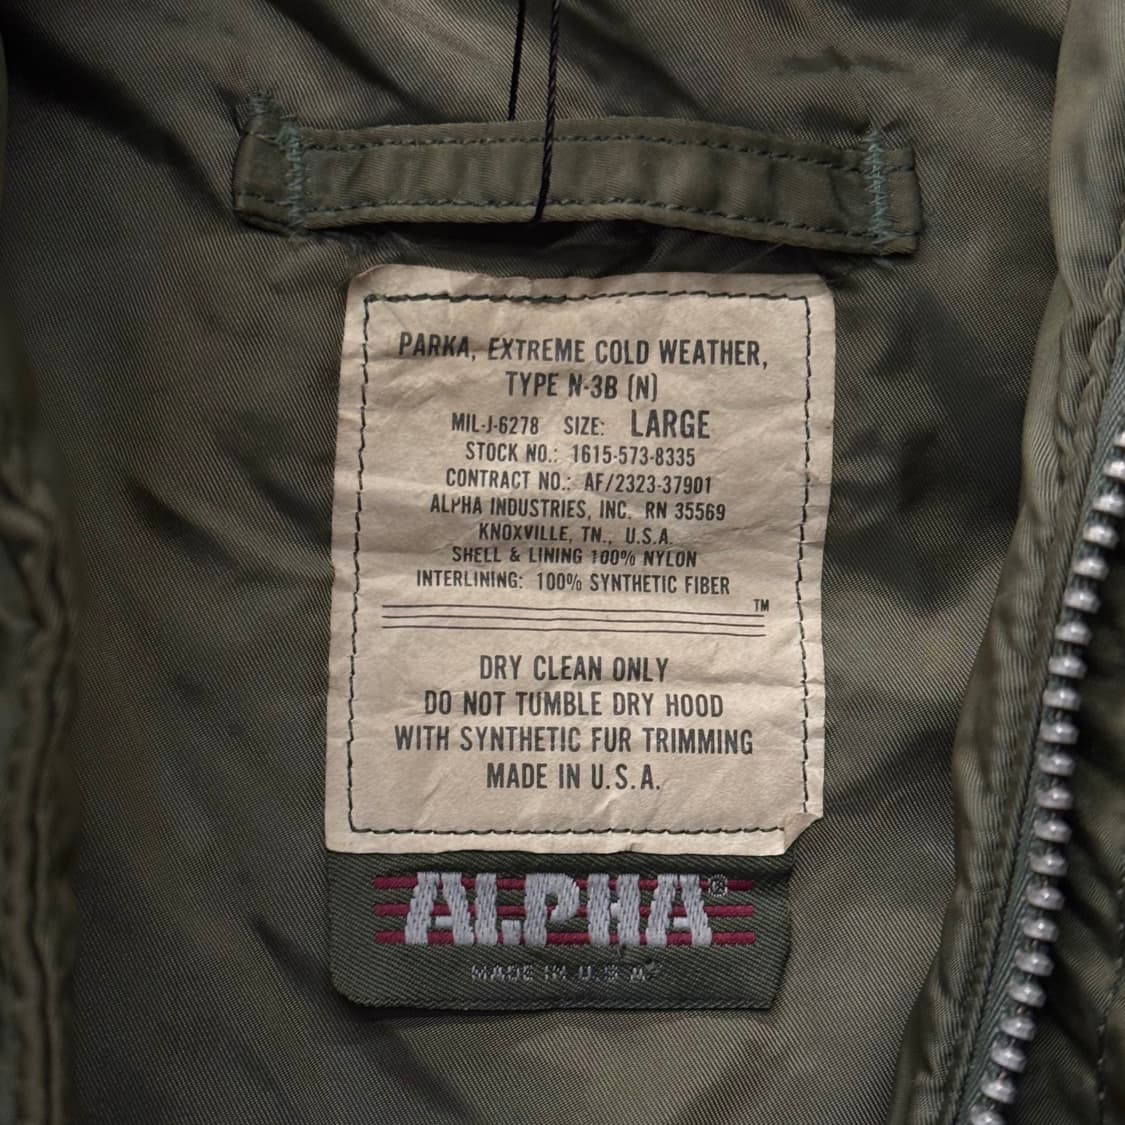 PARKA, EXTREME COLD WEATHER,
TYPE N-3B (N)
MIL-J-6278 SIZE: LARGE
STOCK NO.: 1615-573-8335
CONTRACT NO.: AF/2323-37901
ALPHA INDUSTRIES, INC. RN 35569
KNOXVILLE, TN., U.S.A.
SHELL & LINING 100% NYLON
INTERLINING: 100% SYNTHETIC FIBER
TM
DRY CLEAN ONLY
DO NOT TUMBLE DRY HOOD
WITH SYNTHETIC FUR TRIMMING
MADE IN U.S.A.
ALPHA®
MADE IN U.S.A.